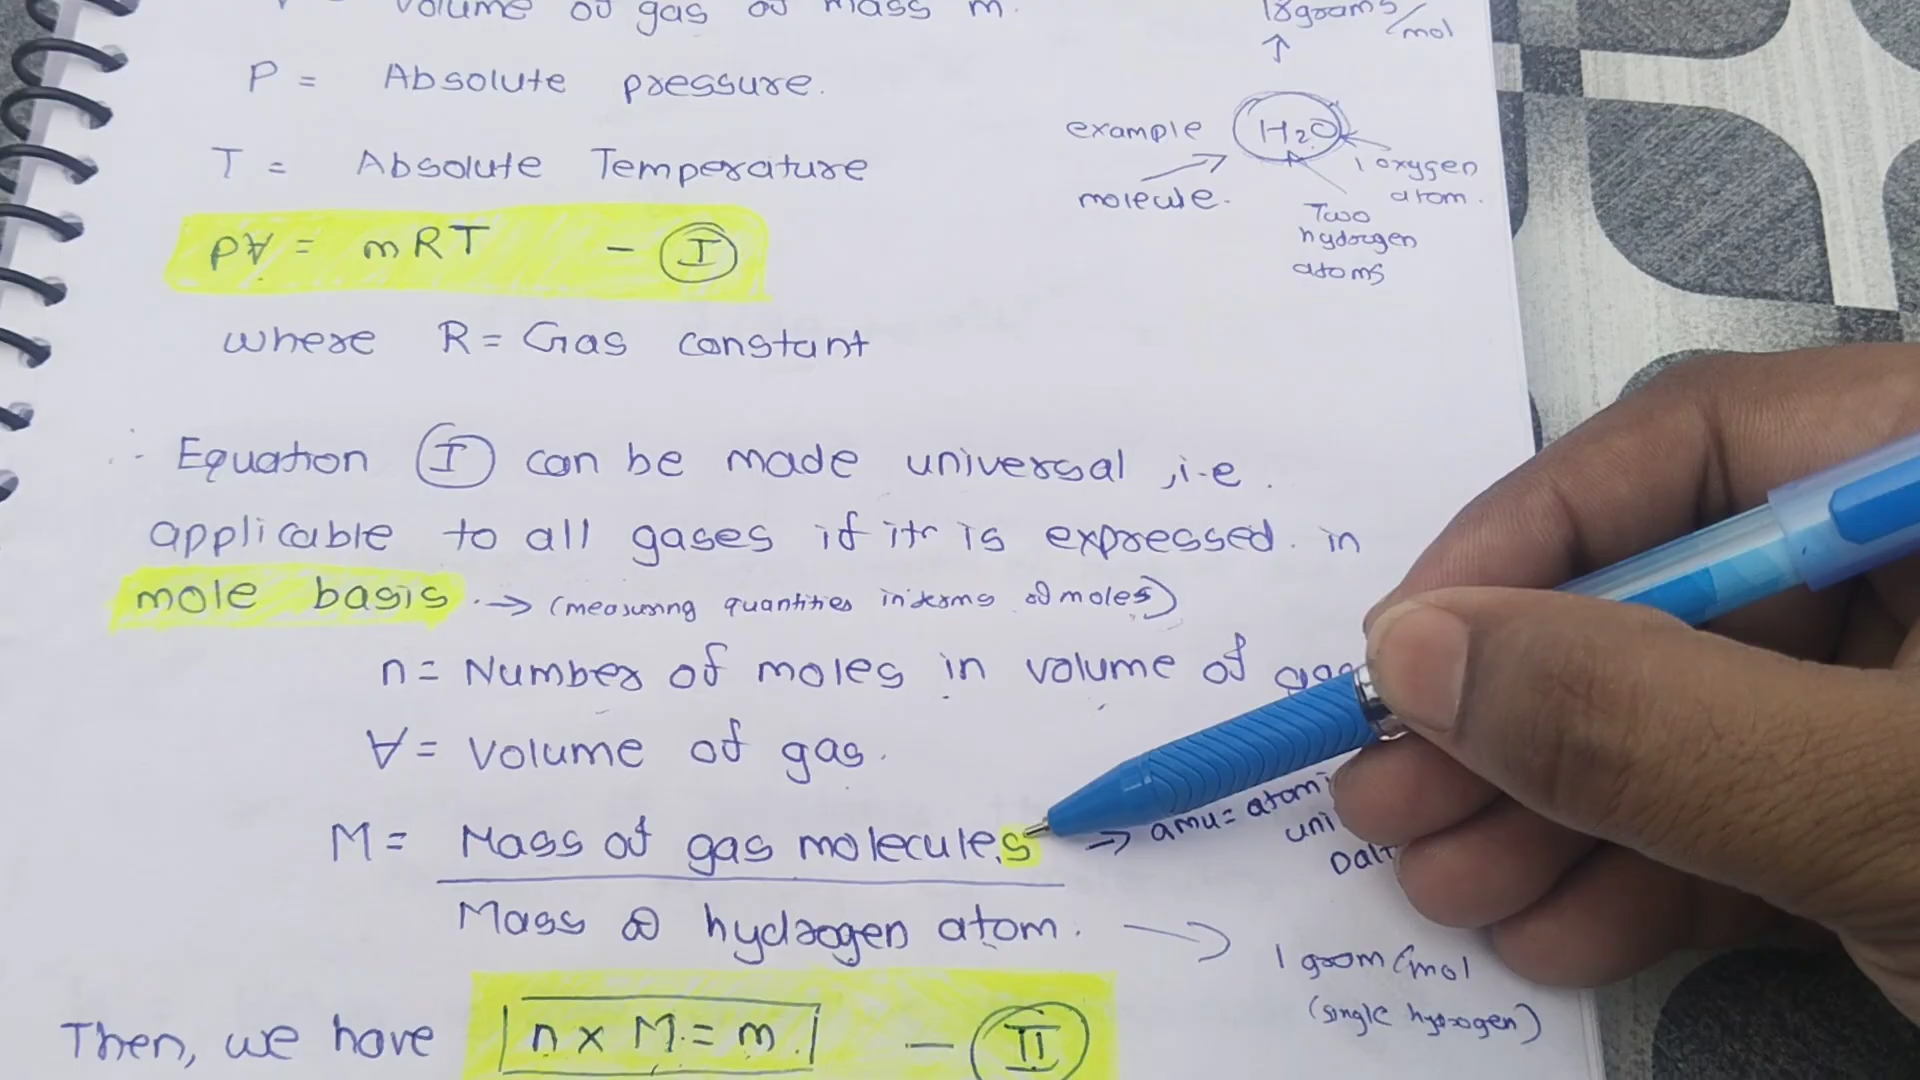 Volume of gas of mass m.
P = Absolute pressure.
T = Absolute Temperature
P∀ = mRT - I
where R = Gas constant
18 grams/mol
↑
example H2O
molecule.
1 oxygen
atom.
Two
hydrogen
atoms
∴ Equation I can be made universal, i.e.
applicable to all gases if it is expressed. in
mole basis. → (measuring quantities in terms of moles)
n = Number of moles in volume of gas
∀ = Volume of gas.
M = Mass of gas molecules → amu = atomi
uni
Dalt
Mass of hydrogen atom. → 1 gram/mol
(single hydrogen)
Then, we have n x M = m - II